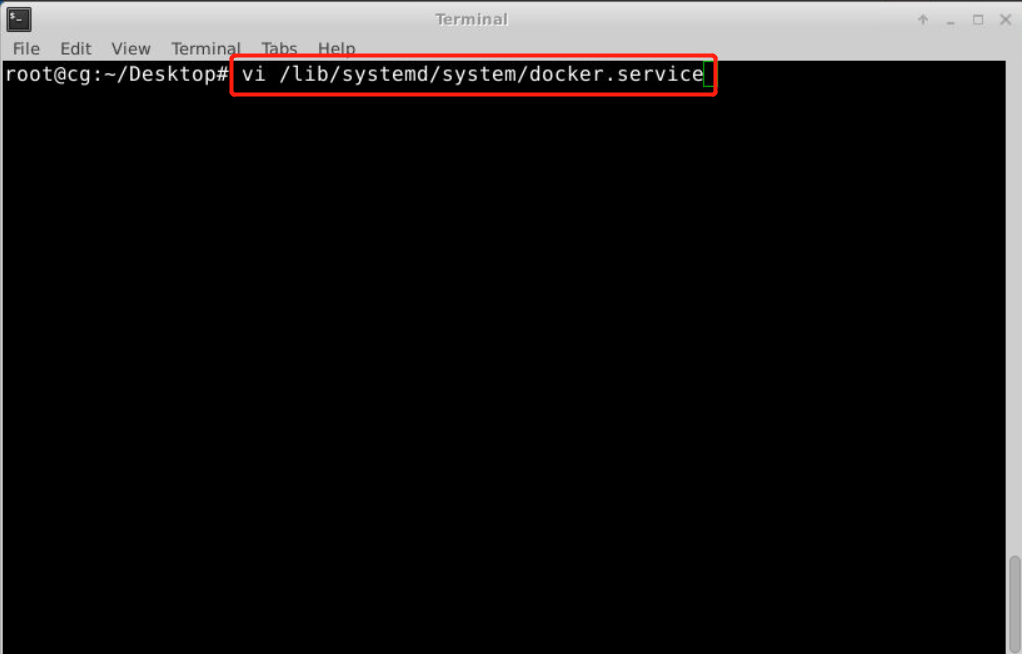 Terminal
File Edit View Terminal Tabs Help
root@cg:~/Desktop# vi /lib/systemd/system/docker.service